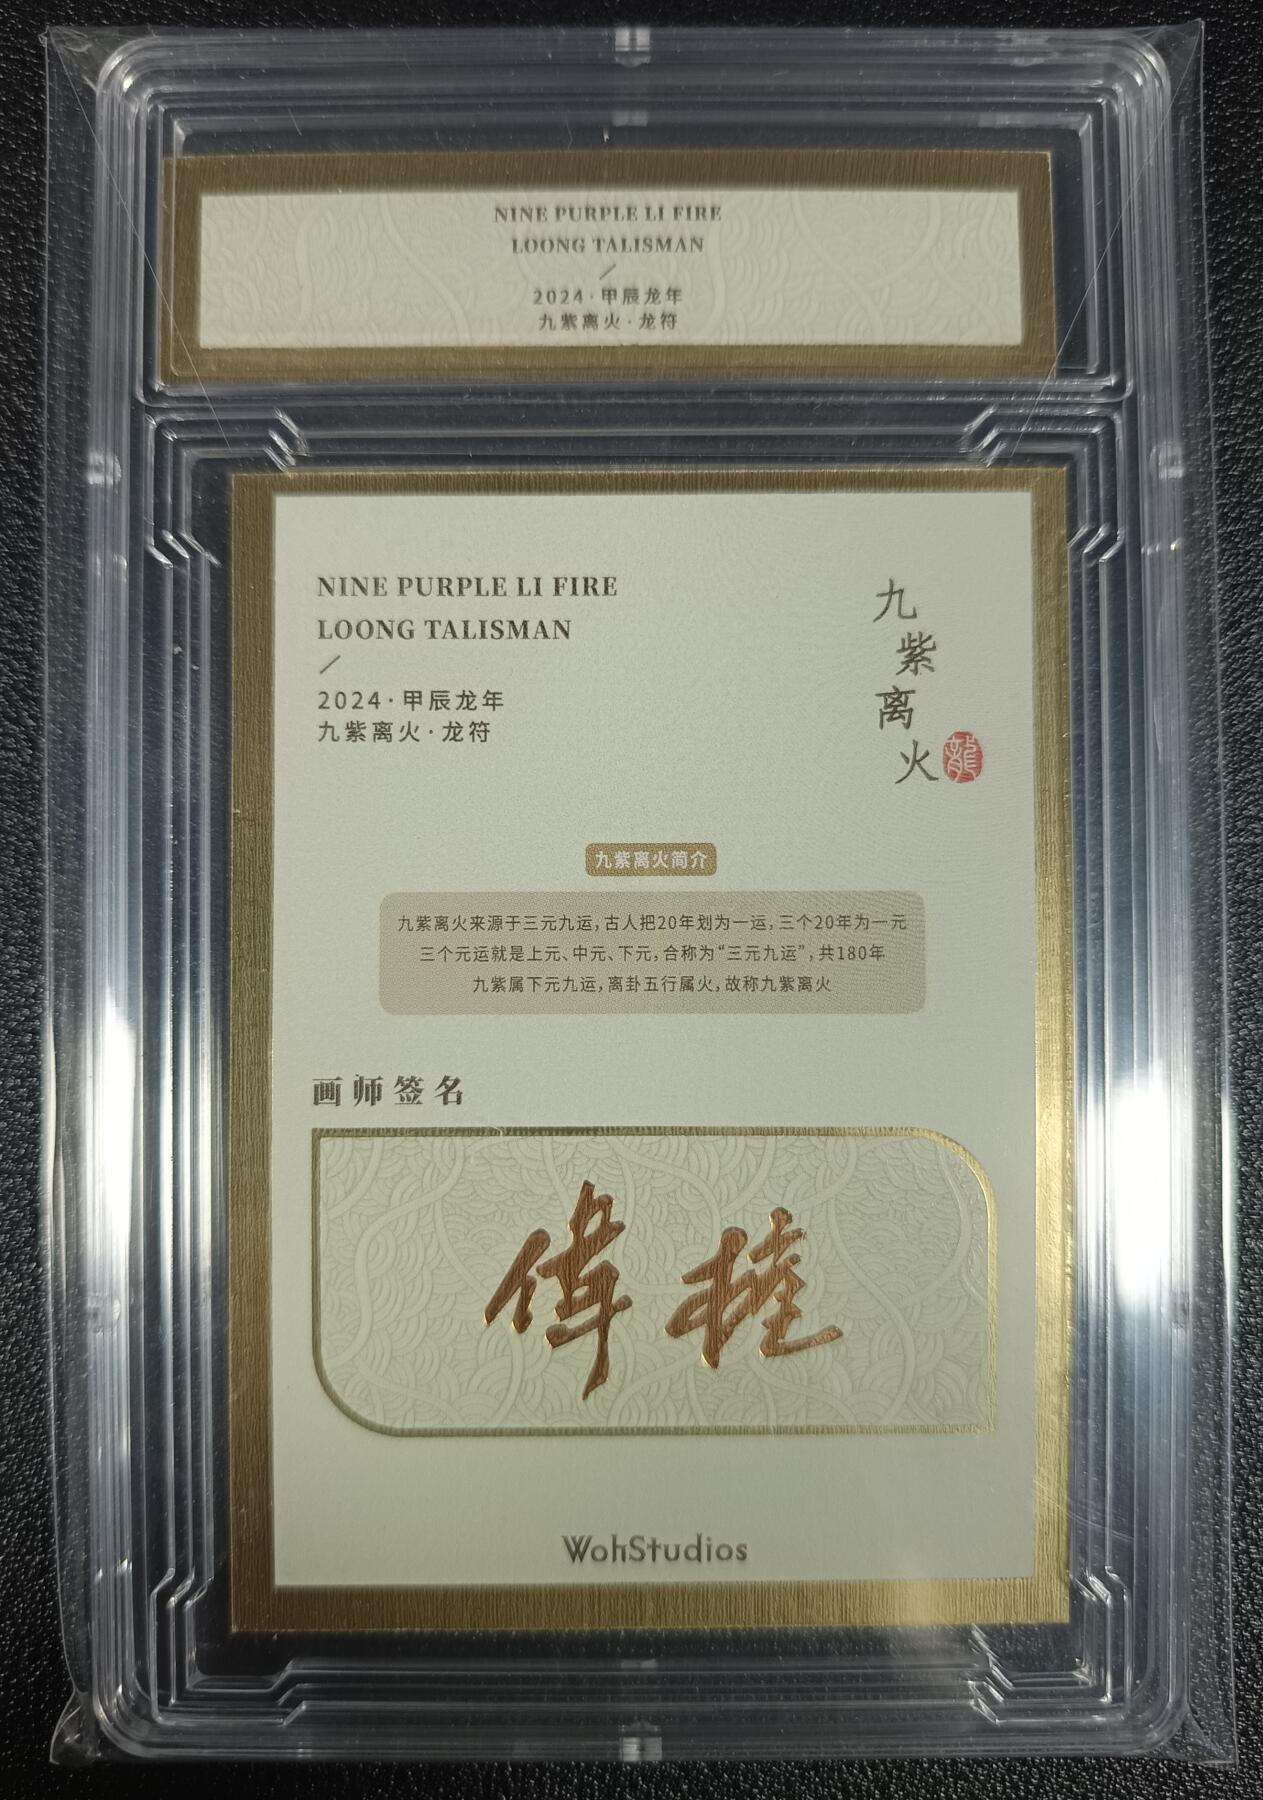 NINE PURPLE LI FIRE
LOONG TALISMAN
/
2024·甲辰龙年
九紫离火·龙符
NINE PURPLE LI FIRE
LOONG TALISMAN
/
2024·甲辰龙年
九紫离火·龙符
九紫离火
龍
九紫离火简介
九紫离火来源于三元九运,古人把20年划为一运,三个20年为一元
三个元运就是上元、中元、下元,合称为“三元九运”,共180年
九紫属下元九运,离卦五行属火,故称九紫离火
画师签名
WohStudios